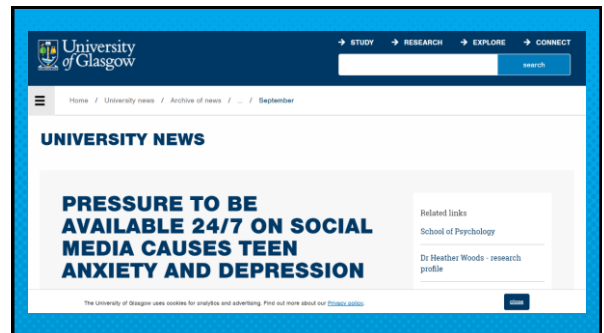 University
of Glasgow
→ STUDY → RESEARCH → EXPLORE → CONNECT
search
Home / University news / Archive of news / ... / September
UNIVERSITY NEWS
PRESSURE TO BE
AVAILABLE 24/7 ON SOCIAL
MEDIA CAUSES TEEN
ANXIETY AND DEPRESSION
Related links
School of Psychology
Dr Heather Woods - research
profile
The University of Glasgow uses cookies for analytics and advertising. Find out more about our Privacy policy.
close